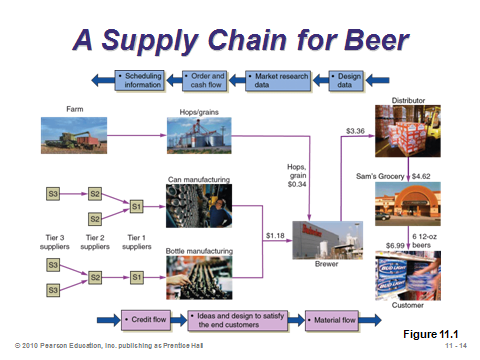 A Supply Chain for Beer
• Scheduling
information
• Order and
cash flow
• Market research
data
• Design
data
Farm
Hops/grains
Distributor
$3.36
Hops,
grain
$0.34
Sam's Grocery
$4.62
Can manufacturing
S3
S2
S2
S1
Tier 3
suppliers
Tier 2
suppliers
Tier 1
suppliers
$1.18
Bottle manufacturing
S3
S3
S2
S1
Brewer
$6.99
6 12-oz
beers
BUD LIGHT
Customer
• Credit flow
• Ideas and design to satisfy
the end customers
• Material flow
Figure 11.1
© 2010 Pearson Education, Inc. publishing as Prentice Hall
11 - 14